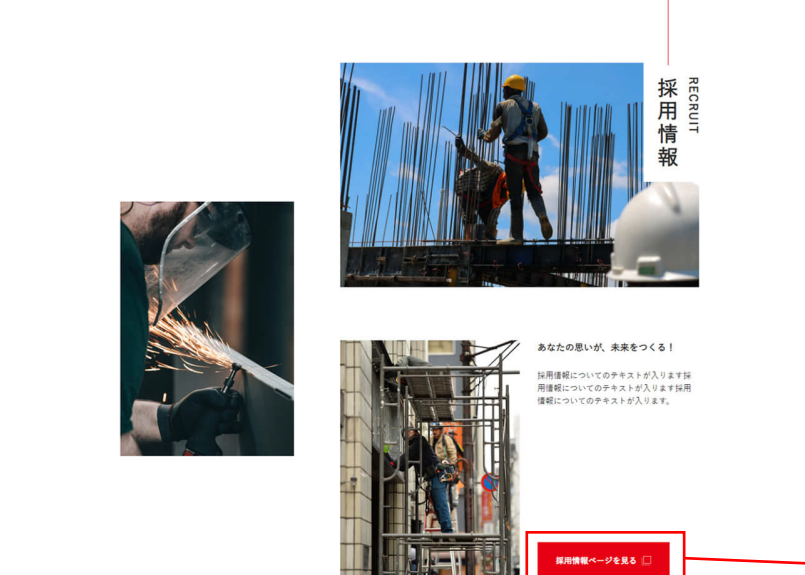 RECRUIT
採用情報
あなたの思いが、未来をつくる！
採用情報についてのテキストが入ります採
用情報についてのテキストが入ります採用
情報についてのテキストが入ります。
採用情報ページを見る